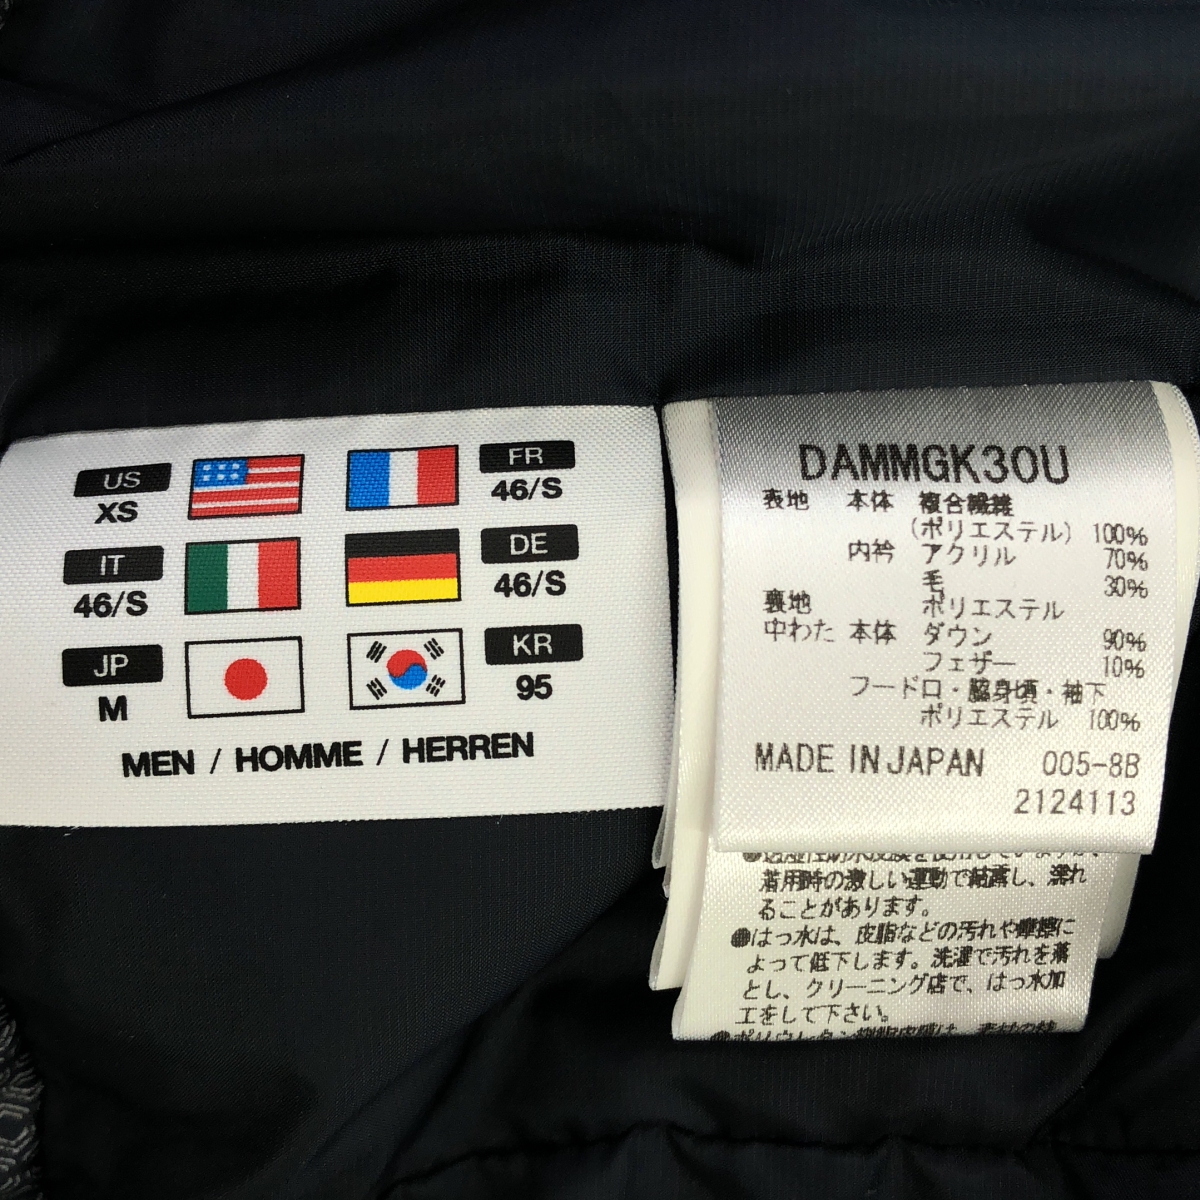 US
XS
FR
46/S
IT
46/S
DE
46/S
JP
M
KR
95
MEN / HOMME / HERREN
DAMMGK30U
表地 本体 複合繊維
(ポリエステル) 100%
内衿 アクリル 70%
毛 30%
裏地 ポリエステル
中わた 本体 ダウン 90%
フェザー 10%
フード口・脇身頃・袖下
ポリエステル 100%
MADE IN JAPAN 005-8B
2124113
着用時の激しい運動で結露し、濡れ
ることがあります。
●はっ水は、皮脂などの汚れや摩擦に
よって低下します。洗濯で汚れを落
とし、クリーニング店で、はっ水加
工をして下さい。